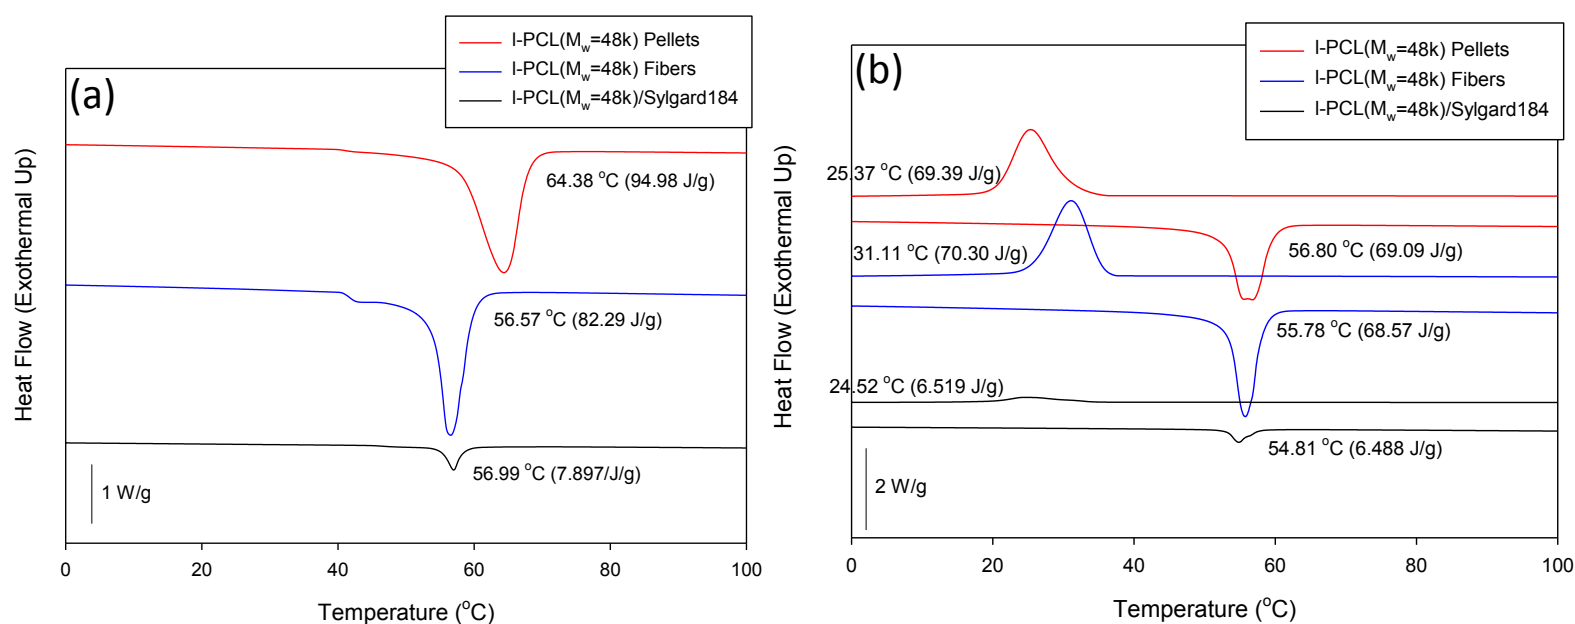 l-PCL(Mw=48k) Pellets
l-PCL(Mw=48k) Fibers
l-PCL(Mw=48k)/Sylgard184
(a)
64.38 °C (94.98 J/g)
56.57 °C (82.29 J/g)
56.99 °C (7.897/J/g)
1 W/g
Heat Flow (Exothermal Up)
0 20 40 60 80 100
Temperature (°C)
l-PCL(Mw=48k) Pellets
l-PCL(Mw=48k) Fibers
l-PCL(Mw=48k)/Sylgard184
(b)
25.37 °C (69.39 J/g)
31.11 °C (70.30 J/g)
56.80 °C (69.09 J/g)
55.78 °C (68.57 J/g)
24.52 °C (6.519 J/g)
54.81 °C (6.488 J/g)
2 W/g
Heat Flow (Exothermal Up)
0 20 40 60 80 100
Temperature (°C)